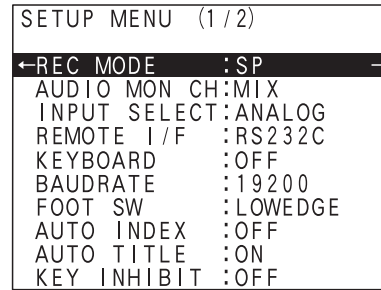 SETUP MENU (1/2)
←REC MODE :SP
AUDIO MON CH:MIX
INPUT SELECT:ANALOG
REMOTE I/F :RS232C
KEYBOARD :OFF
BAUDRATE :19200
FOOT SW :LOWEDGE
AUTO INDEX :OFF
AUTO TITLE :ON
KEY INHIBIT :OFF